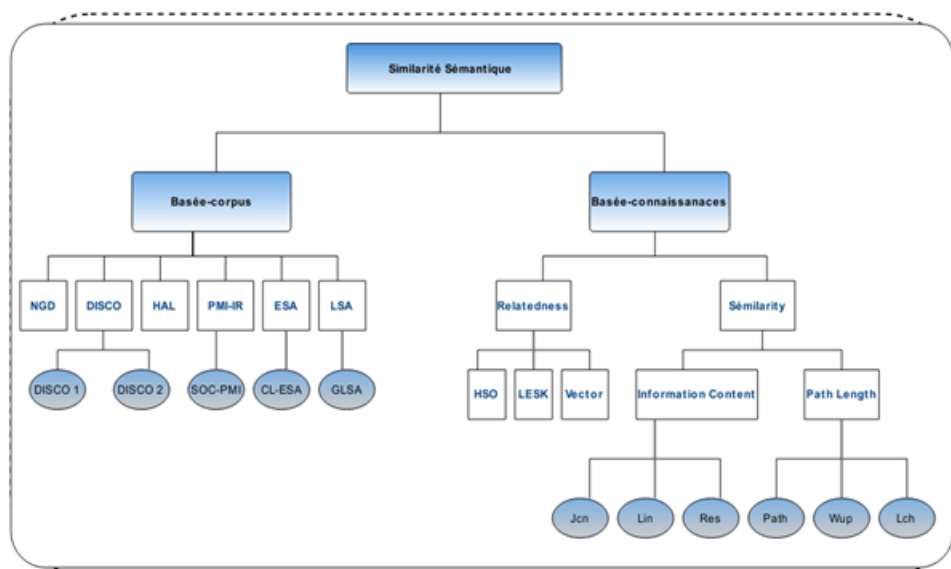 Similarité Sémantique
Basée-corpus
Basée-connaissanaces
NGD
DISCO
HAL
PMI-IR
ESA
LSA
Relatedness
Sémilarity
DISCO 1
DISCO 2
SOC-PMI
CL-ESA
GLSA
HSO
LESK
Vector
Information Content
Path Length
Jcn
Lin
Res
Path
Wup
Lch